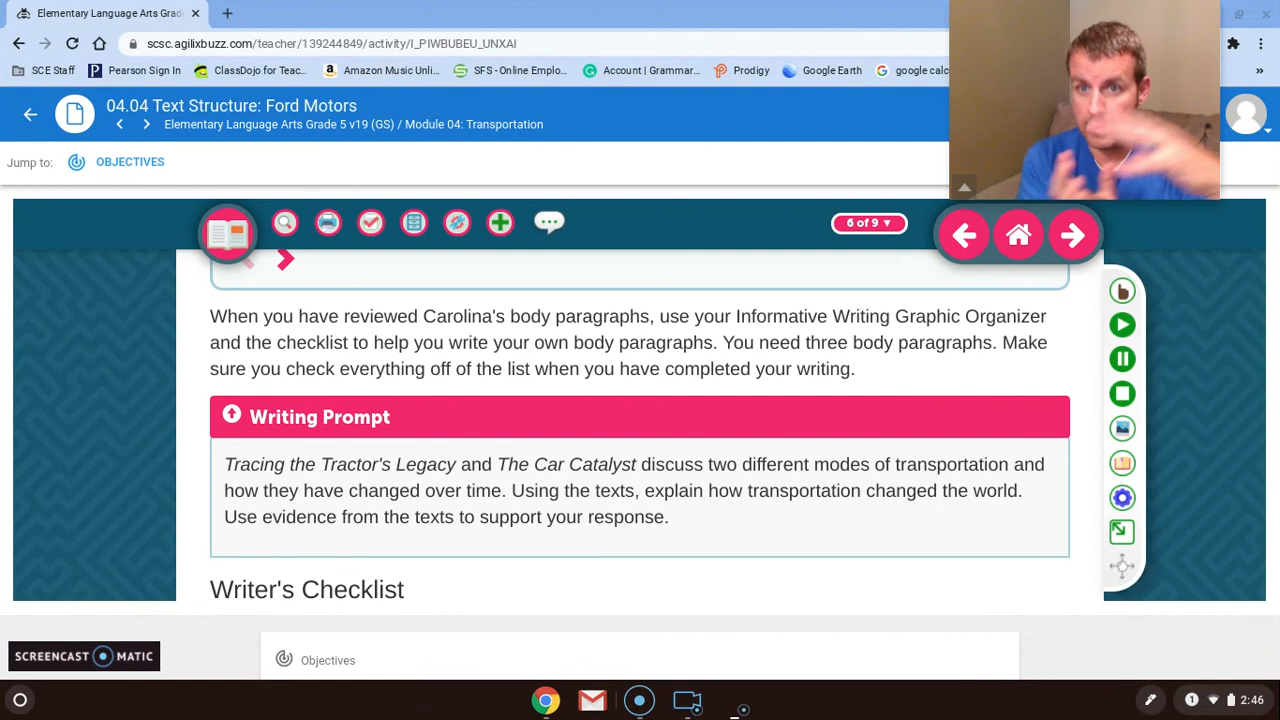 Elementary Language Arts Grad
scsc.agilixbuzz.com/teacher/139244849/activity/I_PIWBUBEU_UNXAI
SCE Staff
Pearson Sign In
ClassDojo for Teac...
Amazon Music Unli...
SFS - Online Emplo...
Account | Grammar...
Prodigy
Google Earth
google calc
»
04.04 Text Structure: Ford Motors
Elementary Language Arts Grade 5 v19 (GS) / Module 04: Transportation
Jump to:
OBJECTIVES
6 of 9 ▼
When you have reviewed Carolina's body paragraphs, use your Informative Writing Graphic Organizer
and the checklist to help you write your own body paragraphs. You need three body paragraphs. Make
sure you check everything off of the list when you have completed your writing.
Writing Prompt
Tracing the Tractor's Legacy and The Car Catalyst discuss two different modes of transportation and
how they have changed over time. Using the texts, explain how transportation changed the world.
Use evidence from the texts to support your response.
Writer's Checklist
SCREENCAST MATIC
Objectives
1
2:46